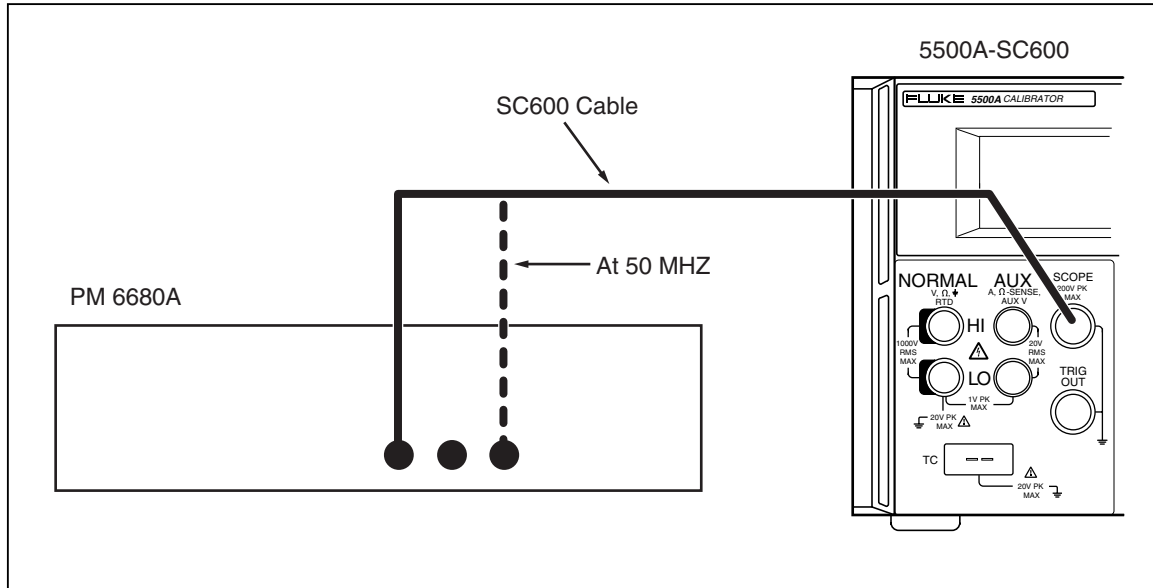 5500A-SC600
FLUKE 5500A CALIBRATOR
SC600 Cable
At 50 MHZ
PM 6680A
NORMAL
V, Ω, ⏚
RTD
AUX
A, Ω-SENSE,
AUX V
SCOPE
200V PK
MAX
HI
1000V
RMS
MAX
20V
RMS
MAX
LO
TRIG
OUT
1V PK
MAX
20V PK
MAX
TC
20V PK
MAX